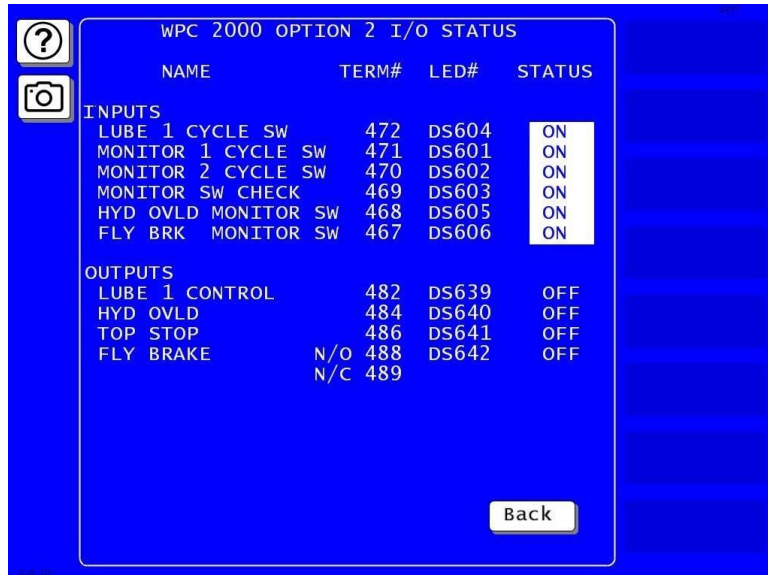 WPC 2000 OPTION 2 I/O STATUS
NAME TERM# LED# STATUS
INPUTS
LUBE 1 CYCLE SW 472 DS604 ON
MONITOR 1 CYCLE SW 471 DS601 ON
MONITOR 2 CYCLE SW 470 DS602 ON
MONITOR SW CHECK 469 DS603 ON
HYD OVLD MONITOR SW 468 DS605 ON
FLY BRK MONITOR SW 467 DS606 ON
OUTPUTS
LUBE 1 CONTROL 482 DS639 OFF
HYD OVLD 484 DS640 OFF
TOP STOP 486 DS641 OFF
FLY BRAKE N/O 488 DS642 OFF
N/C 489
Back